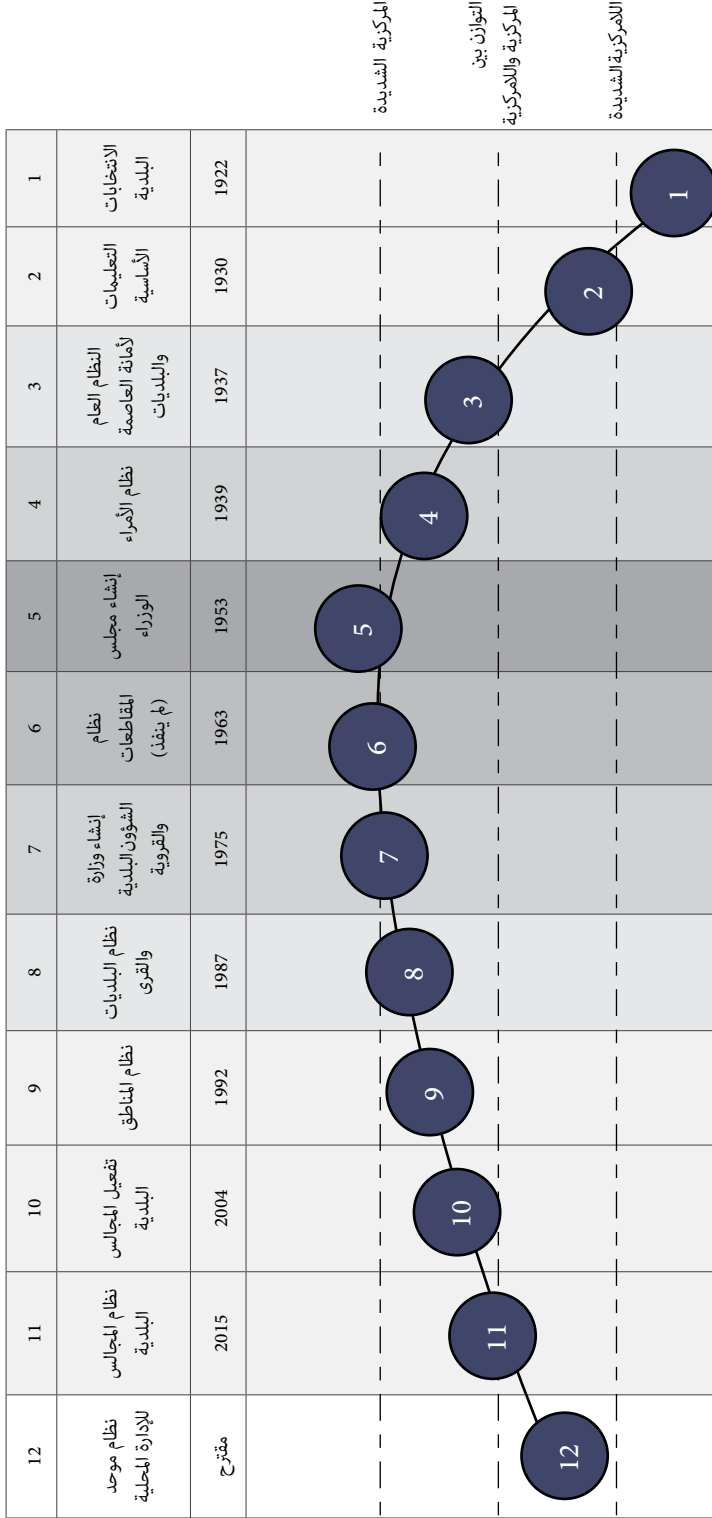 المركزية الشديدة
التوازن بين
المركزية واللامركزية
اللامركزية الشديدة
1
الانتخابات
البلدية
1922
1
2
التعليمات
الأساسية
1930
2
3
النظام العام
لأمانة العاصمة
والبلديات
1937
3
4
نظام الأمراء
1939
4
5
إنشاء مجلس
الوزراء
1953
5
6
نظام
المقاطعات
(لم ينفذ)
1963
6
7
إنشاء وزارة
الشؤون البلدية
والقروية
1975
7
8
نظام البلديات
والقرى
1987
8
9
نظام المناطق
1992
9
10
تفعيل المجالس
البلدية
2004
10
11
نظام المجالس
البلدية
2015
11
12
نظام موحد
للإدارة المحلية
مقترح
12